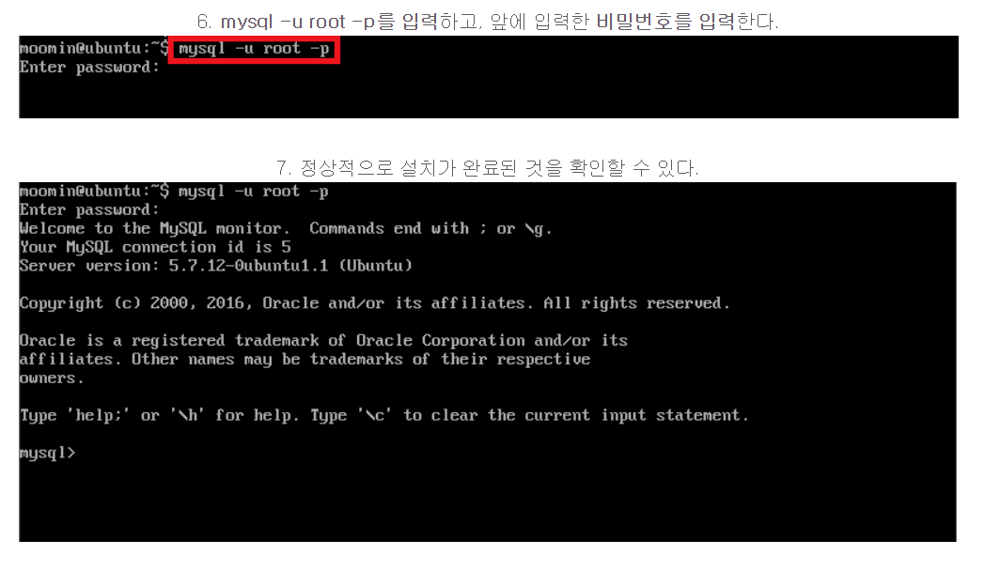 6. mysql -u root -p를 입력하고, 앞에 입력한 비밀번호를 입력한다.
moomin@ubuntu:~$ mysql -u root -p
Enter password:
7. 정상적으로 설치가 완료된 것을 확인할 수 있다.
moomin@ubuntu:~$ mysql -u root -p
Enter password:
Welcome to the MySQL monitor.  Commands end with ; or \g.
Your MySQL connection id is 5
Server version: 5.7.12-0ubuntu1.1 (Ubuntu)
Copyright (c) 2000, 2016, Oracle and/or its affiliates. All rights reserved.
Oracle is a registered trademark of Oracle Corporation and/or its
affiliates. Other names may be trademarks of their respective
owners.
Type 'help;' or '\h' for help. Type '\c' to clear the current input statement.
mysql>